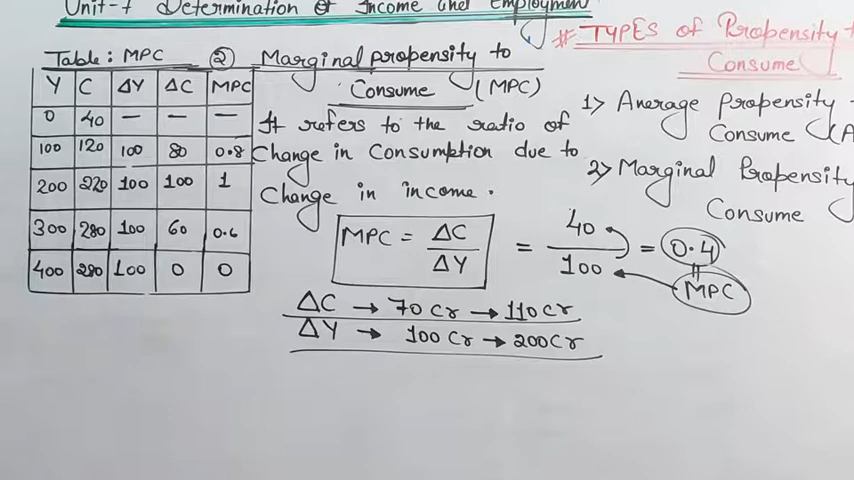 Unit-7 Determination of Income and Employment
# TYPES of Propensity
Consume
Table: MPC
Y C ΔY ΔC MPC
0 40 — — —
100 120 100 80 0.8
200 220 100 100 1
300 280 100 60 0.6
400 280 100 0 0
② Marginal propensity to
Consume (MPC)
It refers to the ratio of
Change in Consumption due to
Change in income.
MPC = ΔC/ΔY = 40/100 = 0.4
MPC
ΔC → 70 Cr → 110 Cr
ΔY → 100 Cr → 200 Cr
1> Average Propensity
Consume (A
2> Marginal Propensity
Consume